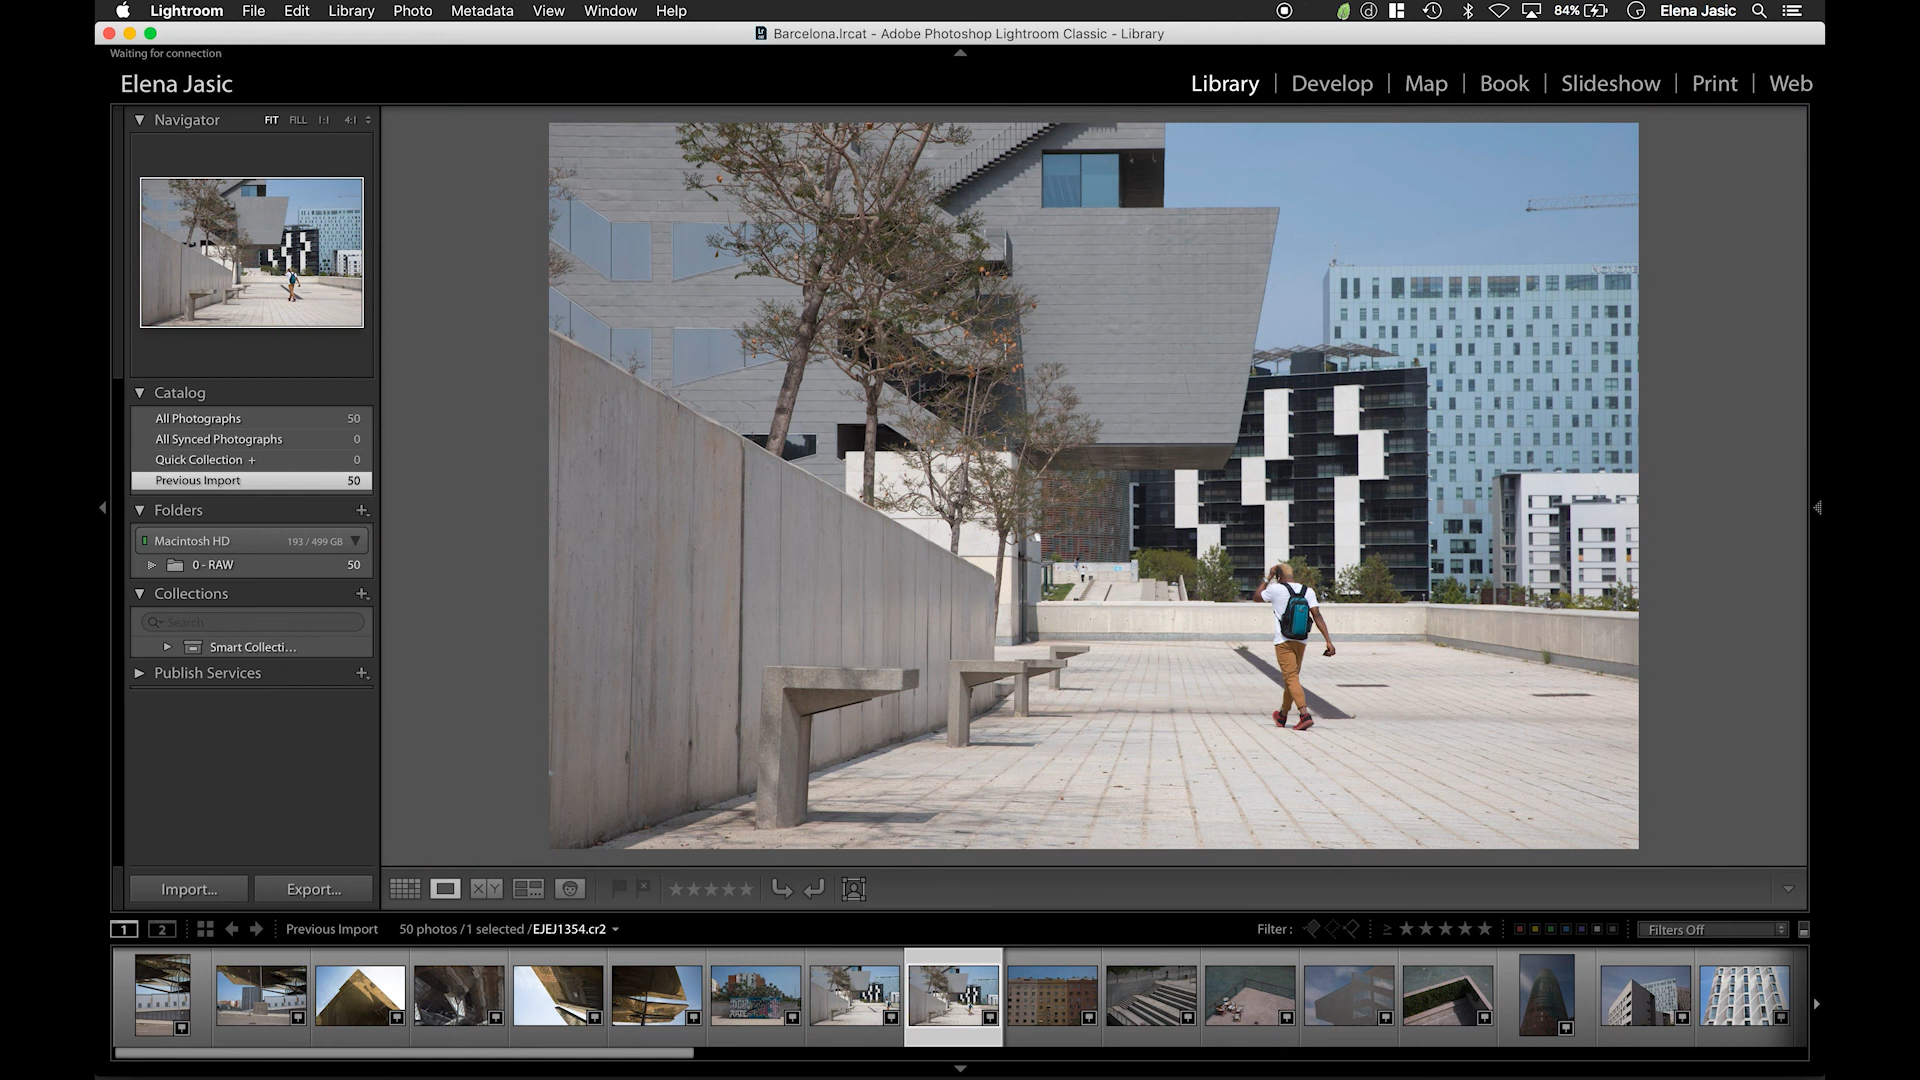 Lightroom File Edit Library Photo Metadata View Window Help 84% Elena Jasic
Barcelona.lrcat - Adobe Photoshop Lightroom Classic - Library
Waiting for connection
Elena Jasic
Library | Develop | Map | Book | Slideshow | Print | Web
Navigator FIT FILL 1:1 4:1
Catalog
All Photographs 50
All Synced Photographs 0
Quick Collection + 0
Previous Import 50
Folders
Macintosh HD 193 / 499 GB
0 - RAW 50
Collections
Search
Smart Collecti...
Publish Services
Import... Export...
X Y
1 2 Previous Import 50 photos / 1 selected / EJEJ1354.cr2 Filter : ≥ Filters Off